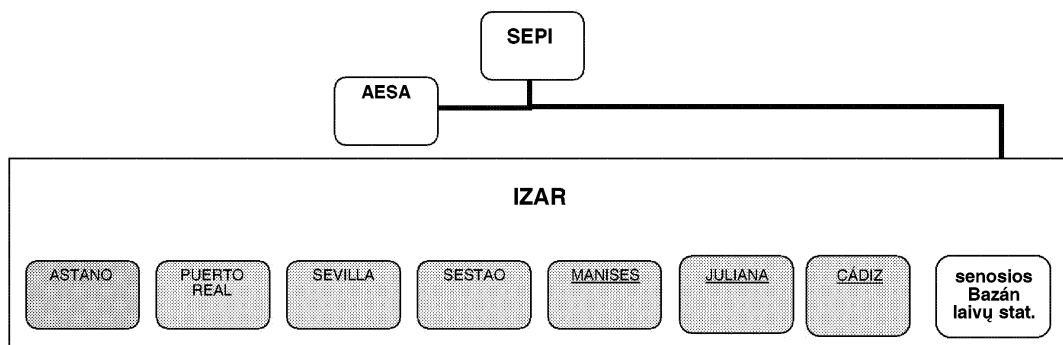 SEPI
AESA
IZAR
ASTANO
PUERTO
REAL
SEVILLA
SESTAO
MANISES
JULIANA
CÁDIZ
senosios
Bazán
laivų stat.